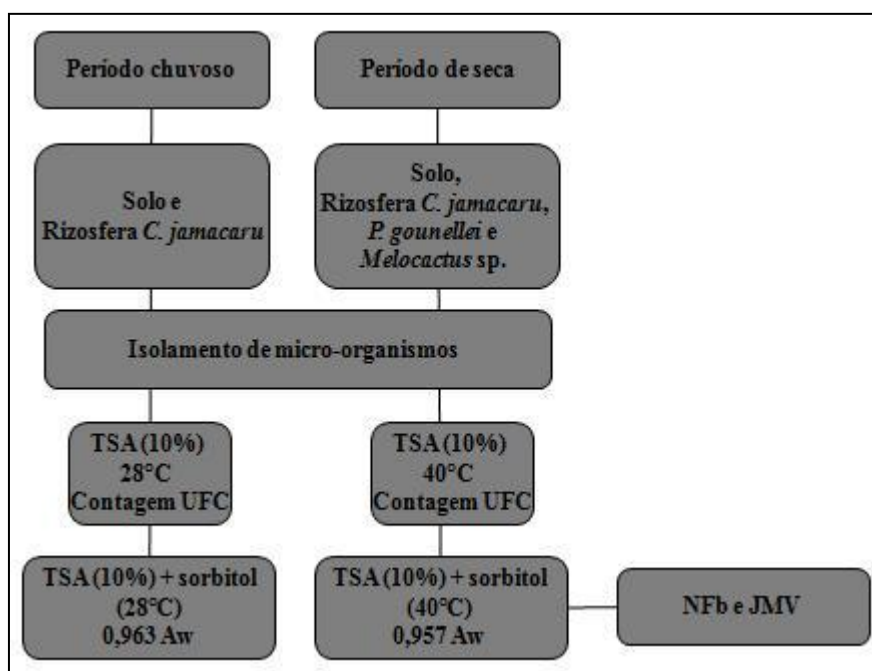 Período chuvoso
Período de seca
Solo e
Rizosfera C. jamacaru
Solo,
Rizosfera C. jamacaru,
P. gounellei e
Melocactus sp.
Isolamento de micro-organismos
TSA (10%)
28°C
Contagem UFC
TSA (10%)
40°C
Contagem UFC
TSA (10%) + sorbitol
(28°C)
0,963 Aw
TSA (10%) + sorbitol
(40°C)
0,957 Aw
NFb e JMV